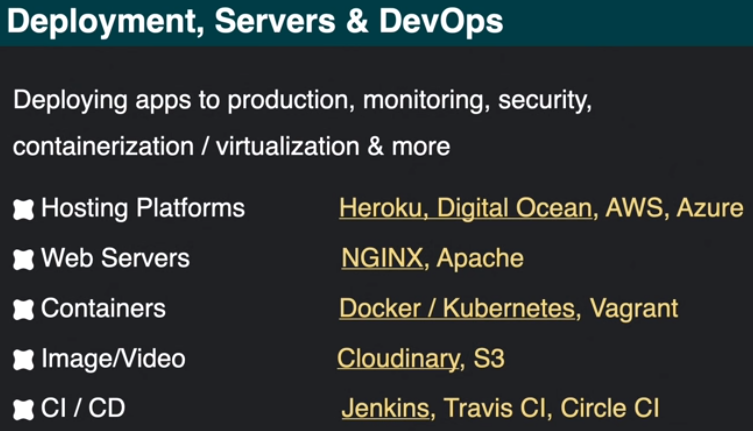 Deployment, Servers & DevOps
Deploying apps to production, monitoring, security,
containerization / virtualization & more
Hosting Platforms Heroku, Digital Ocean, AWS, Azure
Web Servers NGINX, Apache
Containers Docker / Kubernetes, Vagrant
Image/Video Cloudinary, S3
CI / CD Jenkins, Travis CI, Circle CI